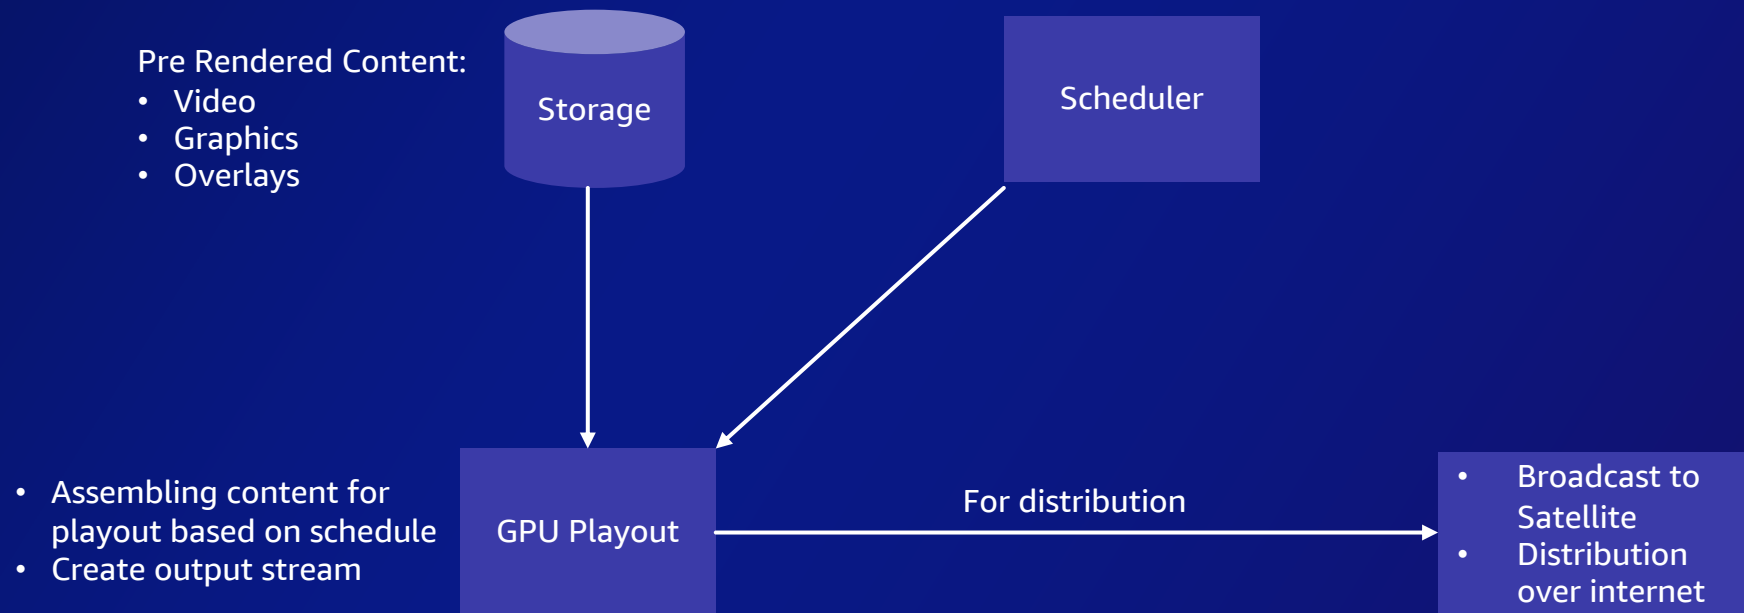 Pre Rendered Content:
• Video
• Graphics
• Overlays
Storage
Scheduler
• Assembling content for
playout based on schedule
• Create output stream
GPU Playout
For distribution
• Broadcast to
Satellite
• Distribution
over internet